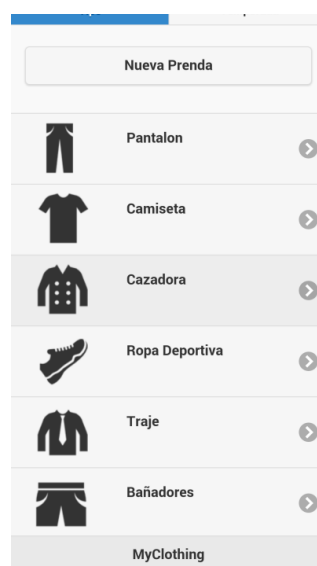 Nueva Prenda
Pantalon
Camiseta
Cazadora
Ropa Deportiva
Traje
Bañadores
MyClothing